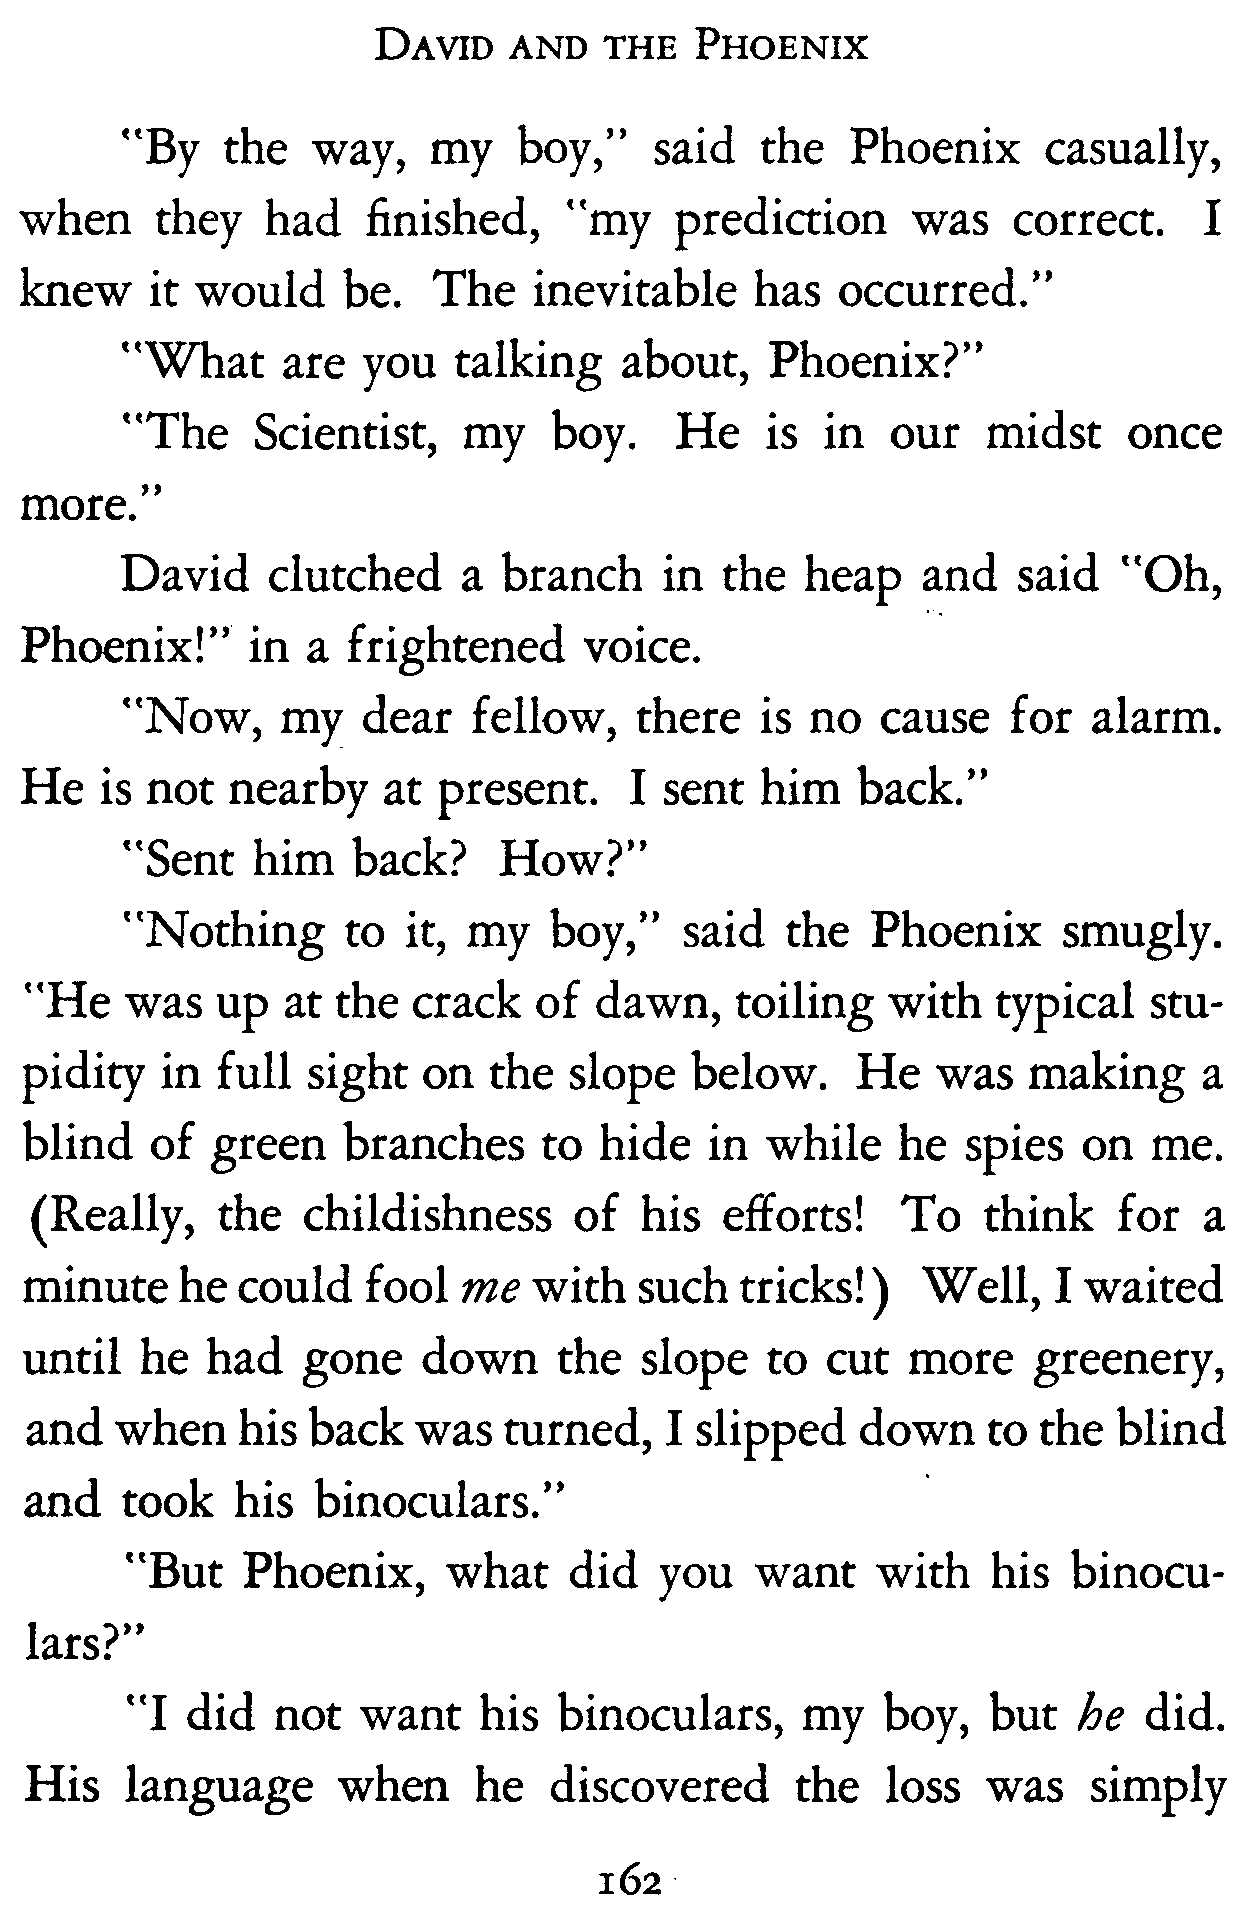 DAVID AND THE PHOENIX
"By the way, my boy," said the Phoenix casually,
when they had finished, "my prediction was correct. I
knew it would be. The inevitable has occurred."
"What are you talking about, Phoenix?"
"The Scientist, my boy. He is in our midst once
more."
David clutched a branch in the heap and said "Oh,
Phoenix!" in a frightened voice.
"Now, my dear fellow, there is no cause for alarm.
He is not nearby at present. I sent him back."
"Sent him back? How?"
"Nothing to it, my boy," said the Phoenix smugly.
"He was up at the crack of dawn, toiling with typical stu-
pidity in full sight on the slope below. He was making a
blind of green branches to hide in while he spies on me.
(Really, the childishness of his efforts! To think for a
minute he could fool me with such tricks!) Well, I waited
until he had gone down the slope to cut more greenery,
and when his back was turned, I slipped down to the blind
and took his binoculars."
"But Phoenix, what did you want with his binocu-
lars?"
"I did not want his binoculars, my boy, but he did.
His language when he discovered the loss was simply
162